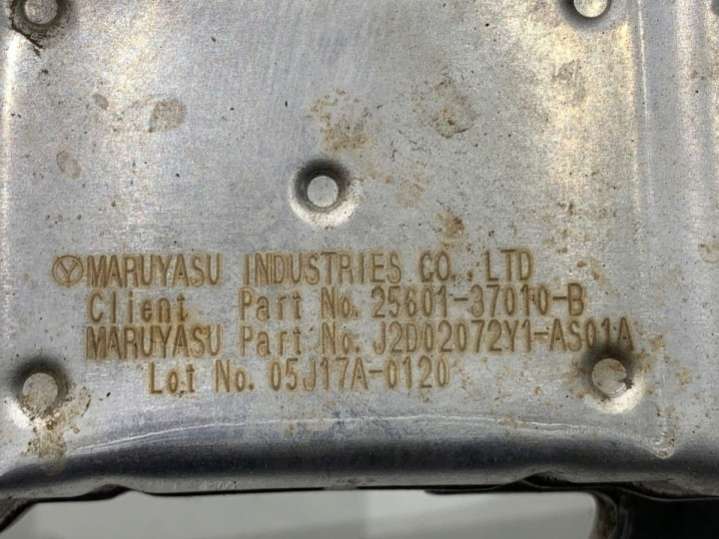 MARUYASU INDUSTRIES CO., LTD
Client Part No. 25601-37010-B
MARUYASU Part No. J2D02072Y1-AS01A
Lot No. 05J17A-0120